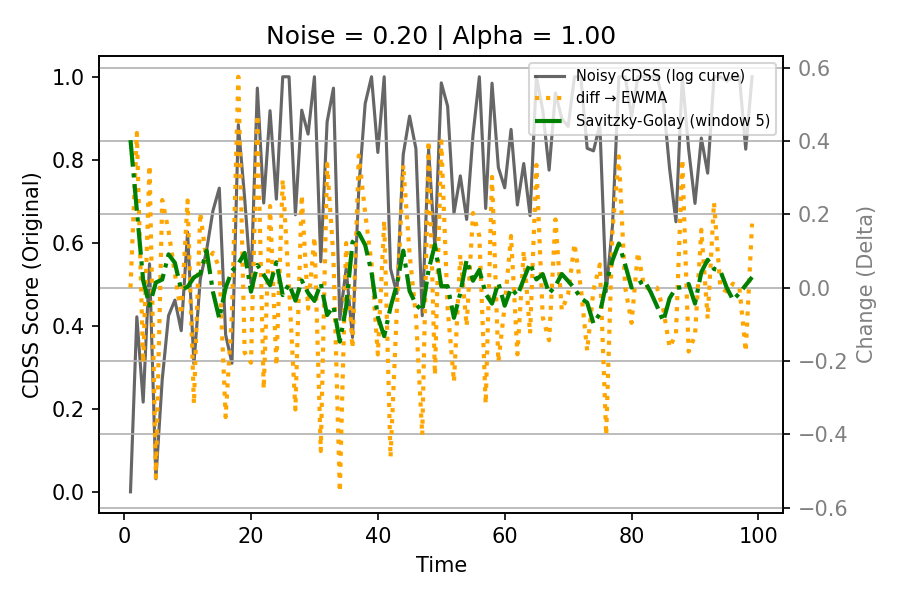 Noise = 0.20 | Alpha = 1.00
Noisy CDSS (log curve)
diff → EWMA
Savitzky-Golay (window 5)
CDSS Score (Original)
1.0
0.8
0.6
0.4
0.2
0.0
0.6
0.4
0.2
0.0
−0.2
−0.4
−0.6
Change (Delta)
0
20
40
60
80
100
Time